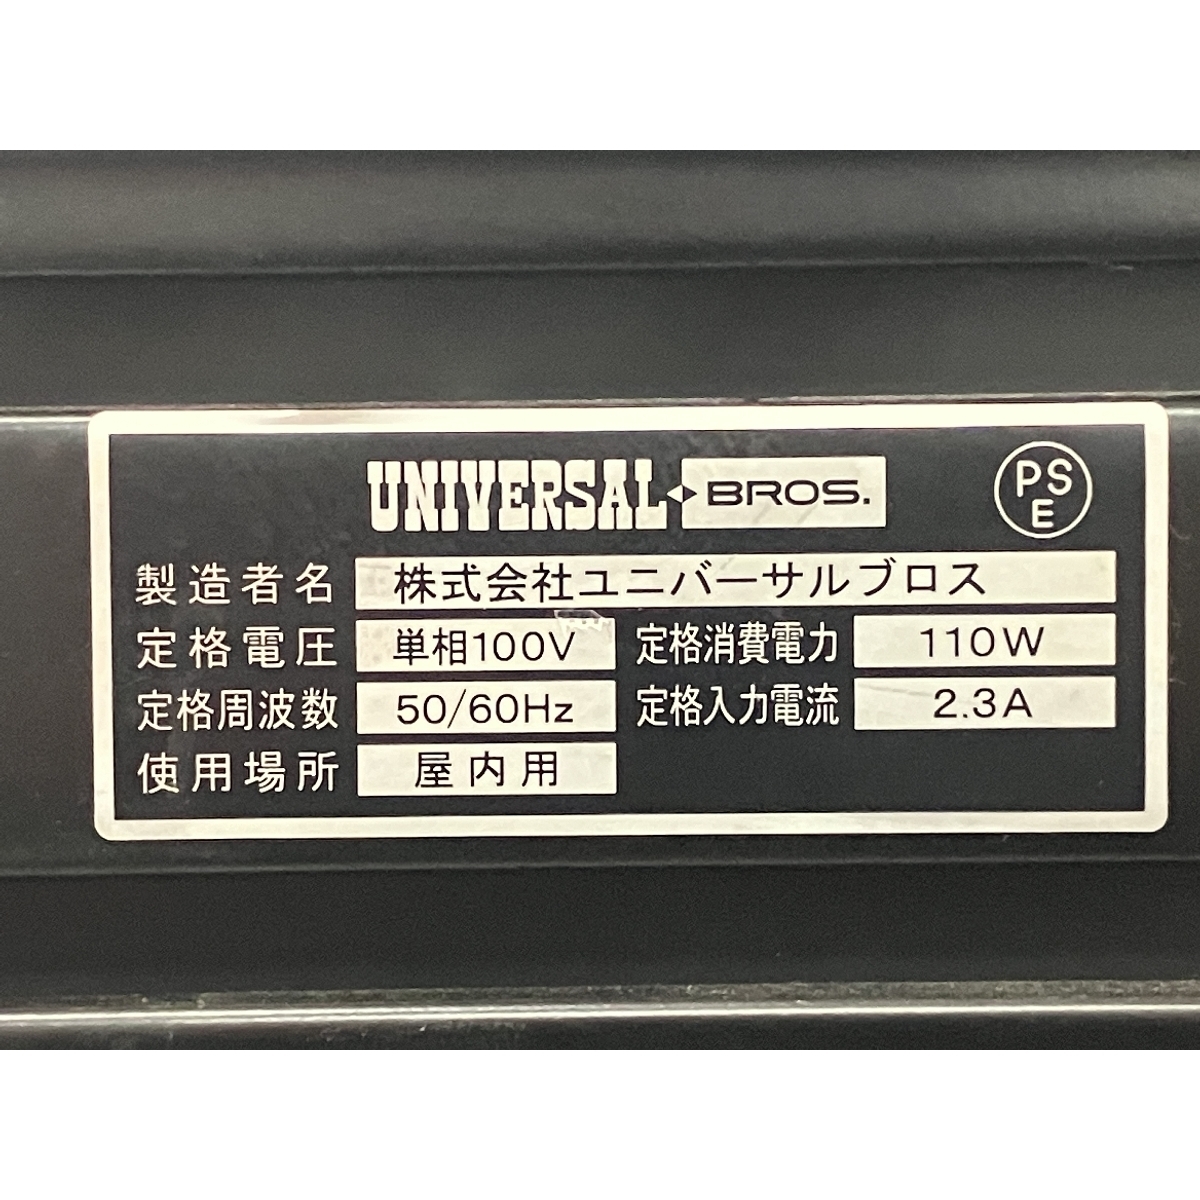 UNIVERSAL BROS.
PS
E
製造者名 株式会社ユニバーサルブロス
定格電圧 単相100V 定格消費電力 110W
定格周波数 50/60Hz 定格入力電流 2.3A
使用場所 屋内用